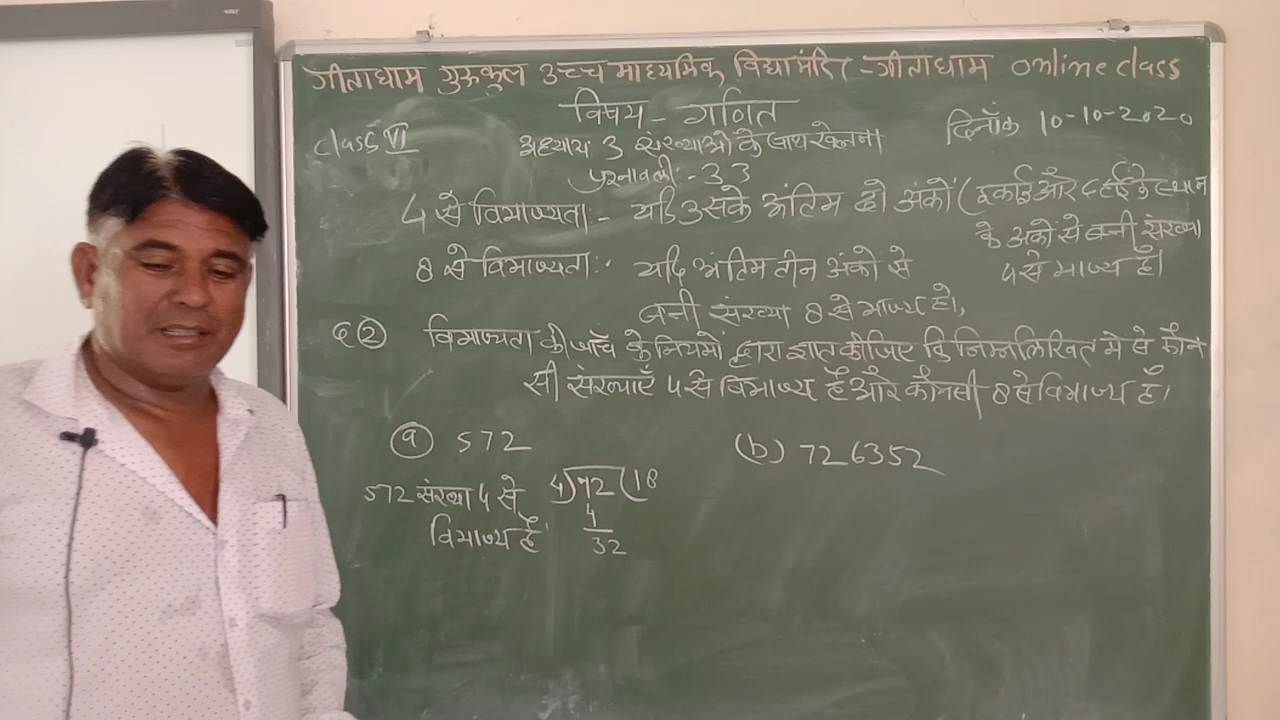 गीताधाम गुरुकुल उच्च माध्यमिक विद्यामंदिर - गीताधाम online class
विषय - गणित
दिनाँक 10-10-2020
class VI
अध्याय 3 संख्याओं के साथ खेलना
प्रश्नावली - 3 3
4 से विभाज्यता :- यदि उसके अंतिम दो अंकों (इकाई और दहाई के स्थान
के अंको से बनी संख्या
4 से भाज्य हो।
8 से विभाज्यता :- यदि अंतिम तीन अंको से
बनी संख्या 8 से भाज्य हो,
Q 2 विभाज्यता की जाँच के नियमों द्वारा ज्ञात कीजिए कि निम्नलिखित मे से कौन
सी संख्याएँ 4 से विभाज्य हैं और कौनसी 8 से विभाज्य हैं।
a 572
(b) 726352
572 संख्या 4 से
विभाज्य है
4)72(18
4
32